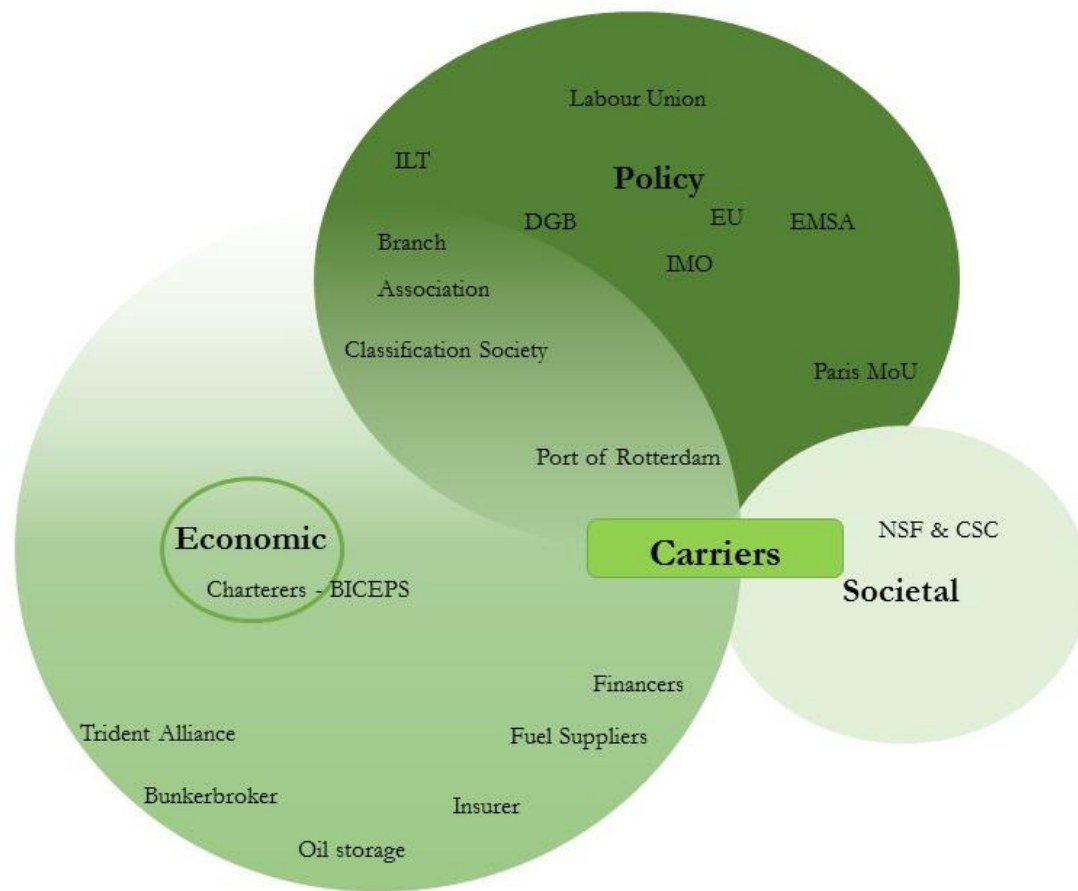 Labour Union
ILT
Policy
DGB
EU
EMSA
Branch
Association
IMO
Classification Society
Paris MoU
Port of Rotterdam
NSF & CSC
Economic
Carriers
Societal
Charterers - BICEPS
Financers
Trident Alliance
Fuel Suppliers
Bunkerbroker
Insurer
Oil storage